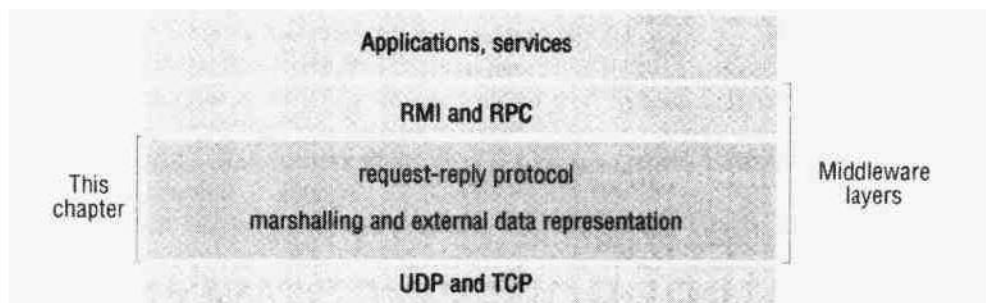 Applications, services
RMI and RPC
This
chapter
request-reply protocol
marshalling and external data representation
Middleware
layers
UDP and TCP